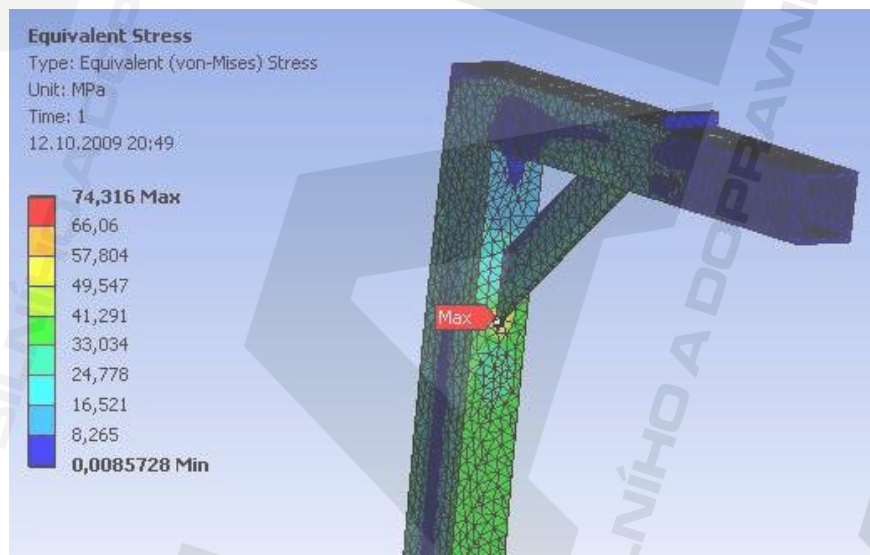 Equivalent Stress
Type: Equivalent (von-Mises) Stress
Unit: MPa
Time: 1
12.10.2009 20:49
74,316 Max
66,06
57,804
49,547
41,291
33,034
24,778
16,521
8,265
0,0085728 Min
Max